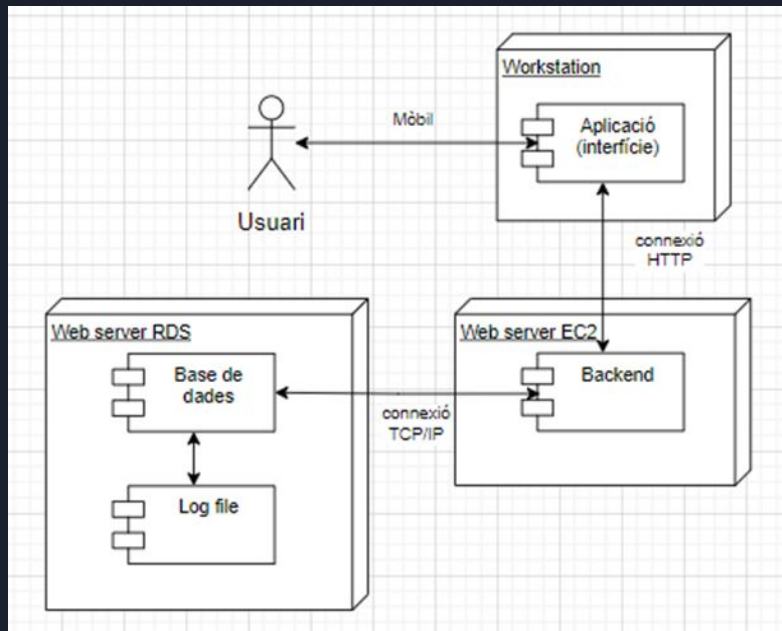 Workstation
Mòbil
Aplicació
(interfície)
Usuari
connexió
HTTP
Web server RDS
Web server EC2
Base de
dades
Backend
connexió
TCP/IP
Log file